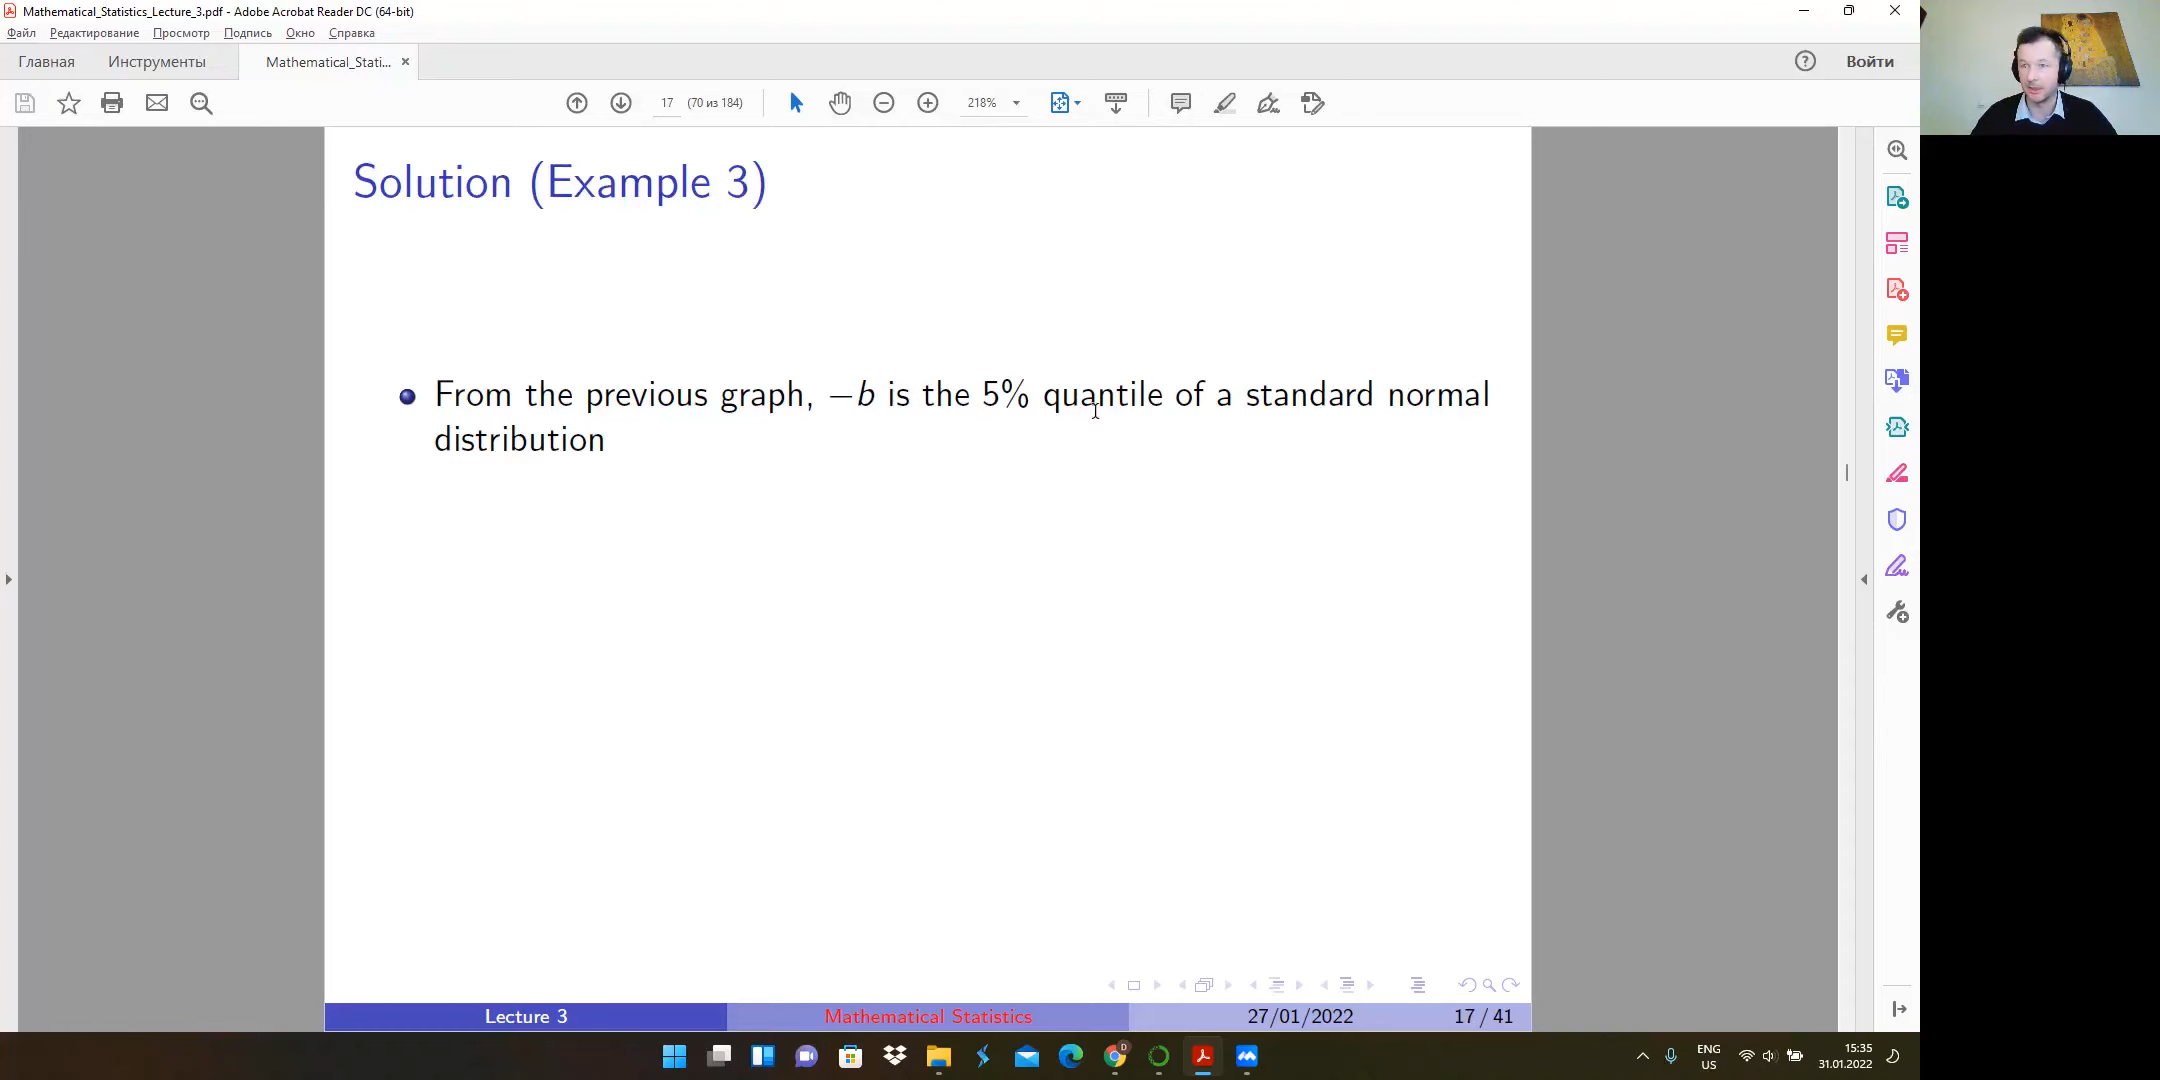 Mathematical_Statistics_Lecture_3.pdf - Adobe Acrobat Reader DC (64-bit)
Файл Редактирование Просмотр Подпись Окно Справка
Главная Инструменты Mathematical_Stati... Войти
17 (70 из 184) 218%
Solution (Example 3)
From the previous graph, −b is the 5% quantile of a standard normal
distribution
Lecture 3 Mathematical Statistics 27/01/2022 17 / 41
ENG
US
15:35
31.01.2022